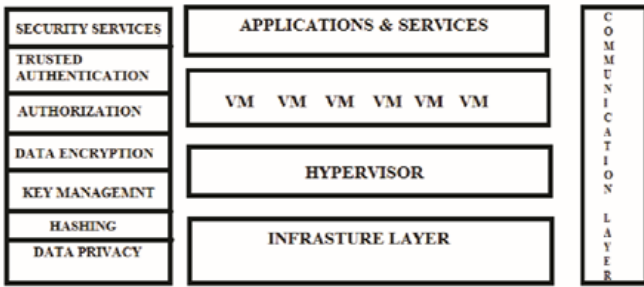 SECURITY SERVICES
TRUSTED
AUTHENTICATION
AUTHORIZATION
DATA ENCRYPTION
KEY MANAGEMNT
HASHING
DATA PRIVACY
APPLICATIONS & SERVICES
VM VM VM VM VM VM
HYPERVISOR
INFRASTURE LAYER
COMMUNICATION LAYER